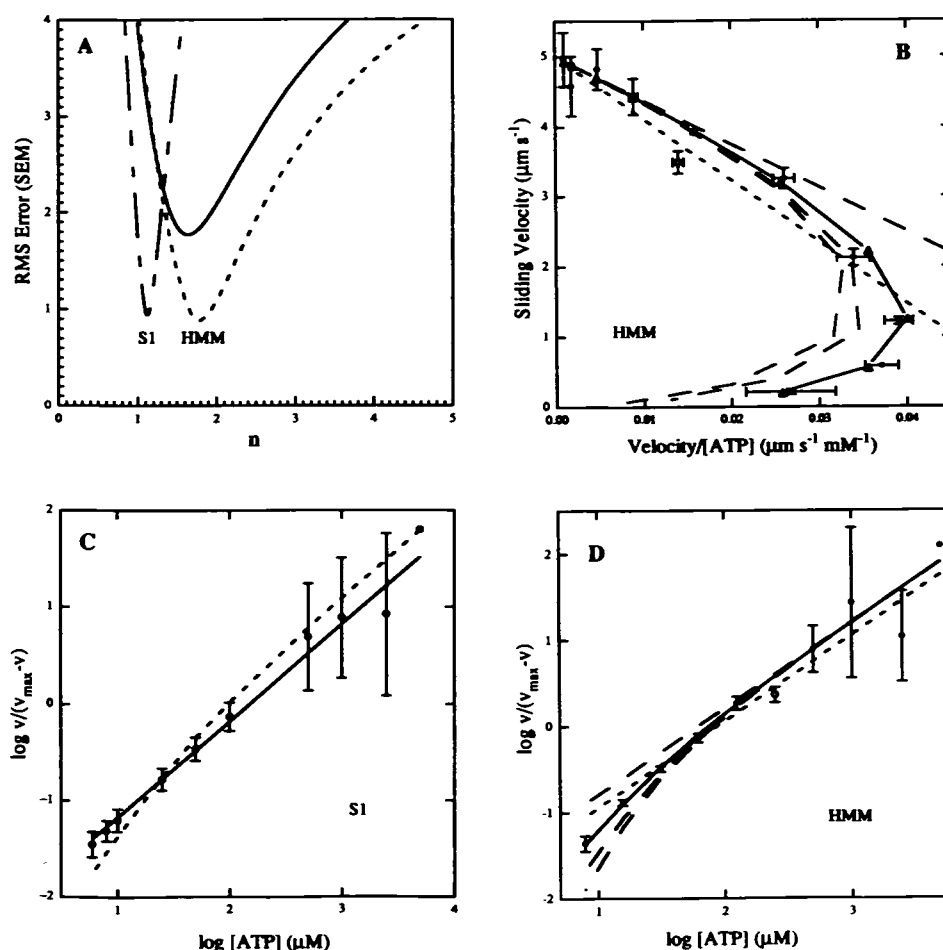 A
RMS Error (SEM)
4
3
2
1
0
S1
HMM
0
1
2
3
4
5
n
B
Sliding Velocity (μm s⁻¹)
5
4
3
2
1
0
HMM
0.00
0.01
0.02
0.03
0.04
Velocity/[ATP] (μm s⁻¹ mM⁻¹)
C
log v/(vmax-v)
2
1
0
-1
-2
S1
1
2
3
4
log [ATP] (μM)
D
log v/(vmax-v)
2
1
0
-1
-2
HMM
1
2
3
log [ATP] (μM)